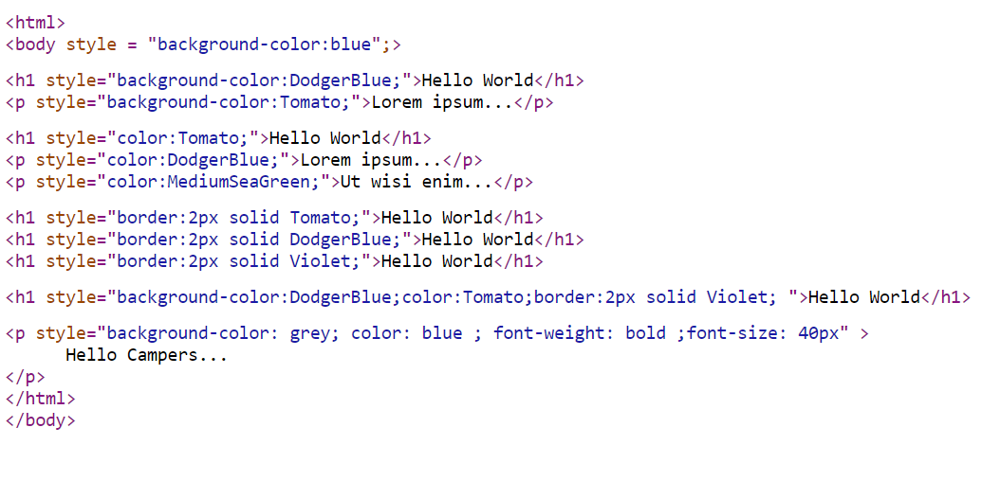 <html>
<body style = "background-color:blue";>
<h1 style="background-color:DodgerBlue;">Hello World</h1>
<p style="background-color:Tomato;">Lorem ipsum...</p>
<h1 style="color:Tomato;">Hello World</h1>
<p style="color:DodgerBlue;">Lorem ipsum...</p>
<p style="color:MediumSeaGreen;">Ut wisi enim...</p>
<h1 style="border:2px solid Tomato;">Hello World</h1>
<h1 style="border:2px solid DodgerBlue;">Hello World</h1>
<h1 style="border:2px solid Violet;">Hello World</h1>
<h1 style="background-color:DodgerBlue;color:Tomato;border:2px solid Violet; ">Hello World</h1>
<p style="background-color: grey; color: blue ; font-weight: bold ;font-size: 40px" >
Hello Campers...
</p>
</html>
</body>